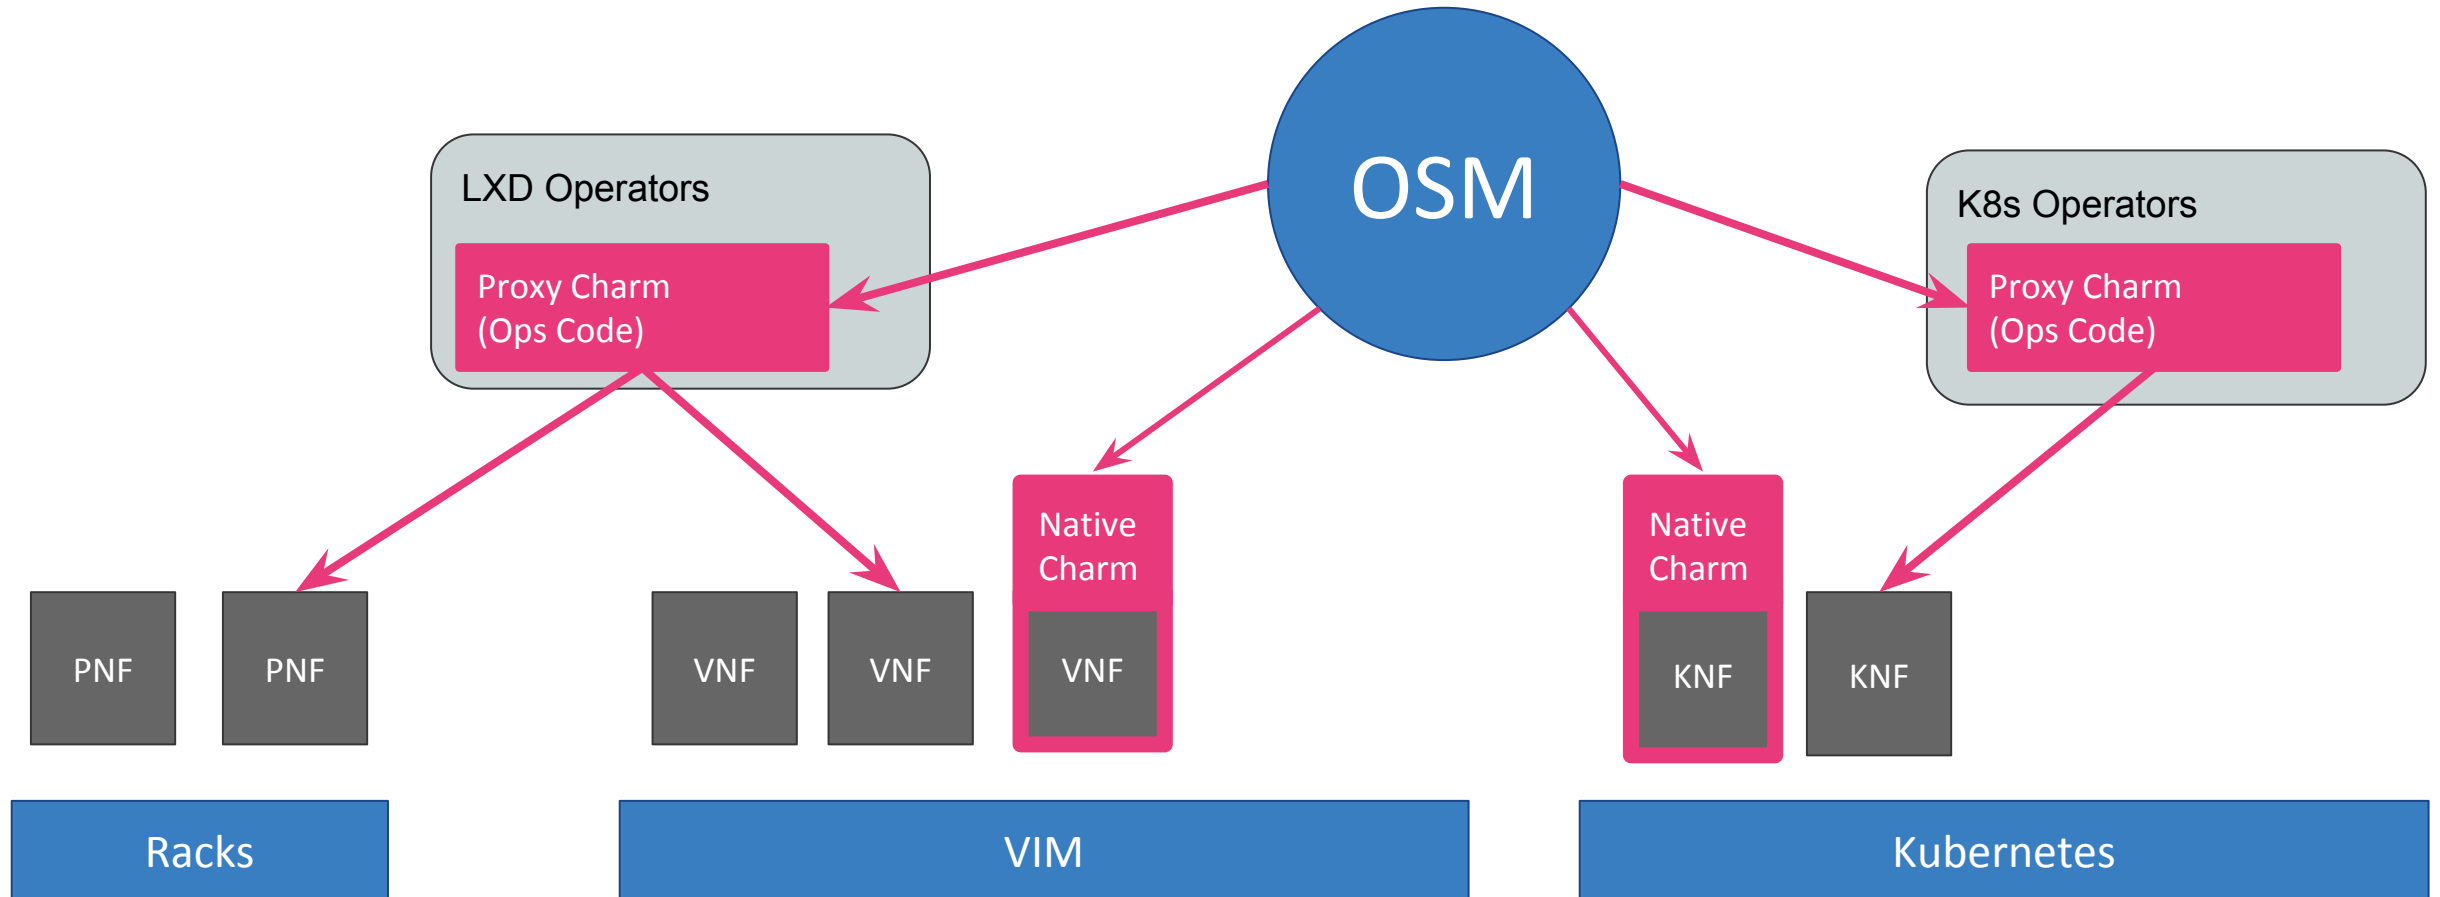 OSM
LXD Operators
Proxy Charm
(Ops Code)
K8s Operators
Proxy Charm
(Ops Code)
Native
Charm
Native
Charm
PNF
PNF
VNF
VNF
VNF
KNF
KNF
Racks
VIM
Kubernetes